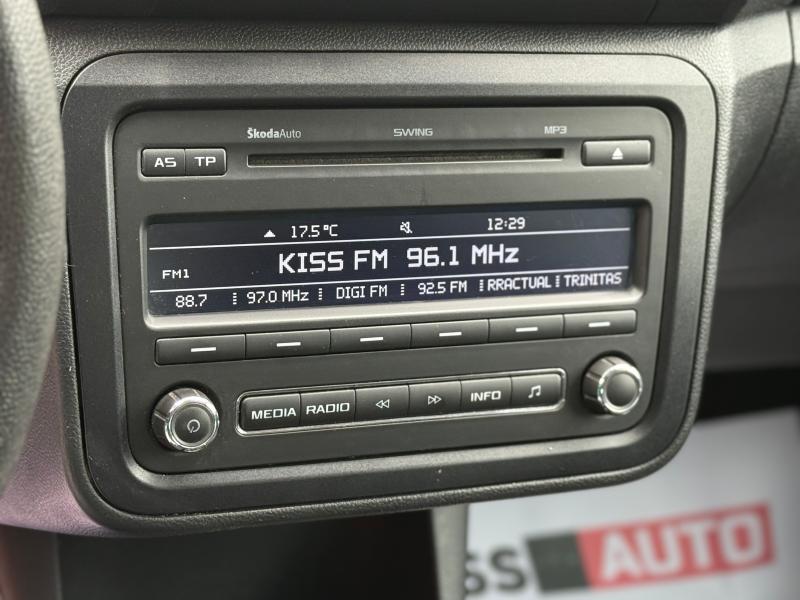 ŠkodaAuto SWING MP3
AS TP
17.5°C 12:29
FM1 KISS FM 96.1 MHz
88.7 97.0 MHz DIGI FM 92.5 FM RRACTUAL TRINITAS
MEDIA RADIO INFO
SS AUTO